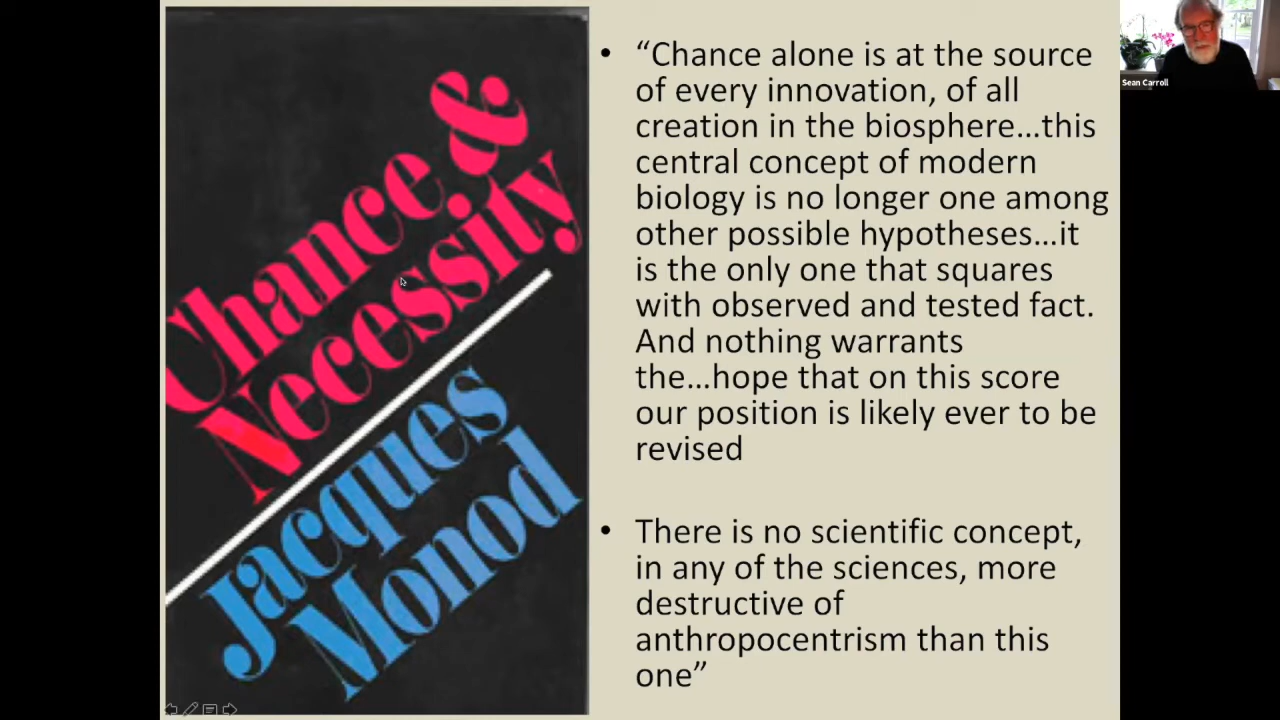 Chance &
Necessity
Jacques
Monod
• “Chance alone is at the source
of every innovation, of all
creation in the biosphere…this
central concept of modern
biology is no longer one among
other possible hypotheses…it
is the only one that squares
with observed and tested fact.
And nothing warrants
the…hope that on this score
our position is likely ever to be
revised
• There is no scientific concept,
in any of the sciences, more
destructive of
anthropocentrism than this
one”
Sean Carroll